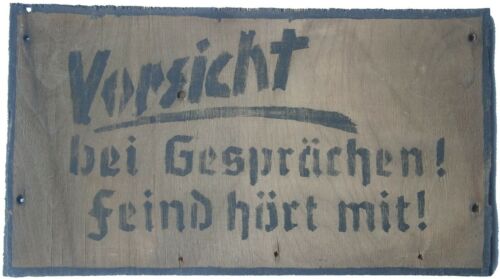 Vorsicht
bei Gesprächen!
Feind hört mit!